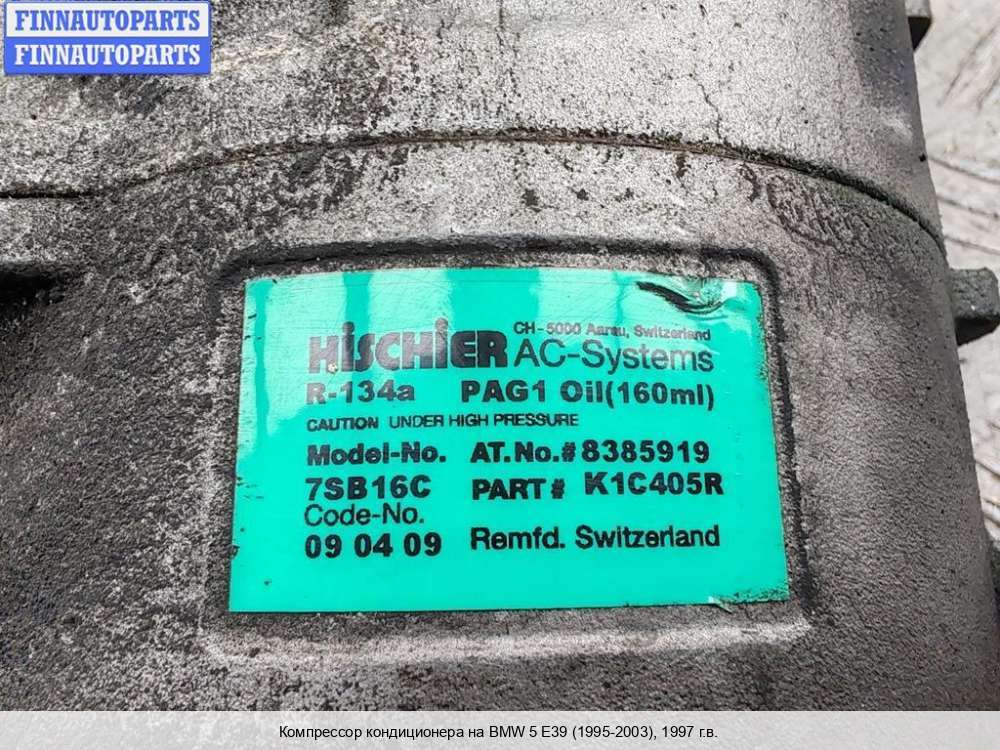 FINNAUTOPARTS
FINNAUTOPARTS
HiSCHiER CH-5000 Aarau, Switzerland
AC-Systems
R-134a PAG1 Oil(160ml)
CAUTION UNDER HIGH PRESSURE
Model-No. AT.No.#8385919
7SB16C PART# K1C405R
Code-No.
09 04 09 Remfd. Switzerland
Компрессор кондиционера на BMW 5 E39 (1995-2003), 1997 г.в.